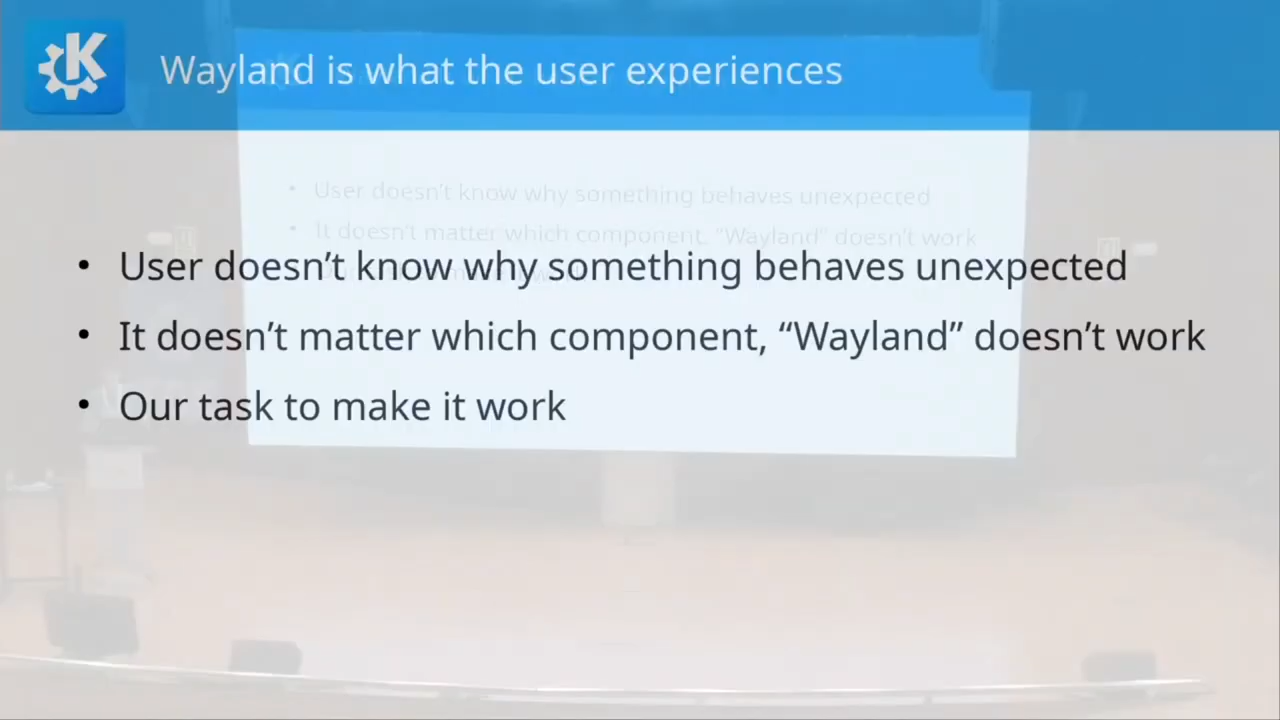 Wayland is what the user experiences
• User doesn’t know why something behaves unexpected
• It doesn’t matter which component, “Wayland” doesn’t work
• Our task to make it work
• User doesn’t know why something behaves unexpected
• It doesn’t matter which component, “Wayland” doesn’t work